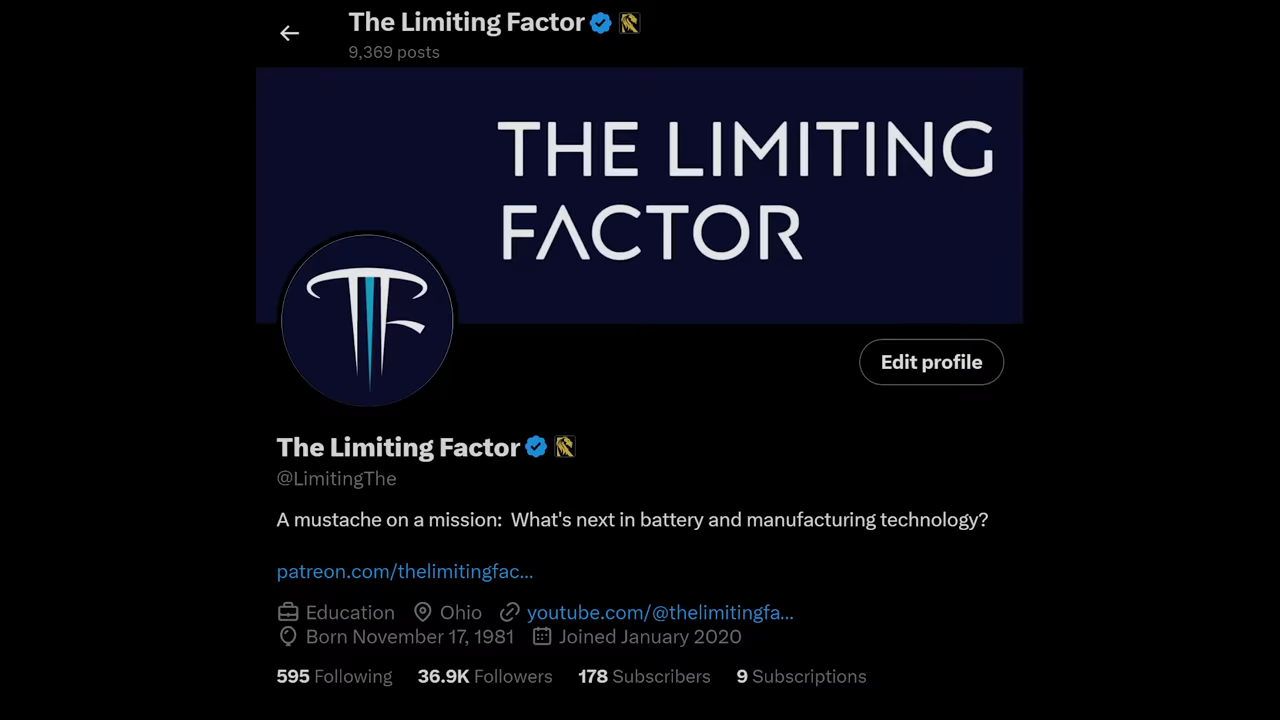 The Limiting Factor
9,369 posts
THE LIMITING
FACTOR
TF
Edit profile
The Limiting Factor
@LimitingThe
A mustache on a mission:  What's next in battery and manufacturing technology?
patreon.com/thelimitingfac...
Education Ohio youtube.com/@thelimitingfa...
Born November 17, 1981 Joined January 2020
595 Following 36.9K Followers 178 Subscribers 9 Subscriptions